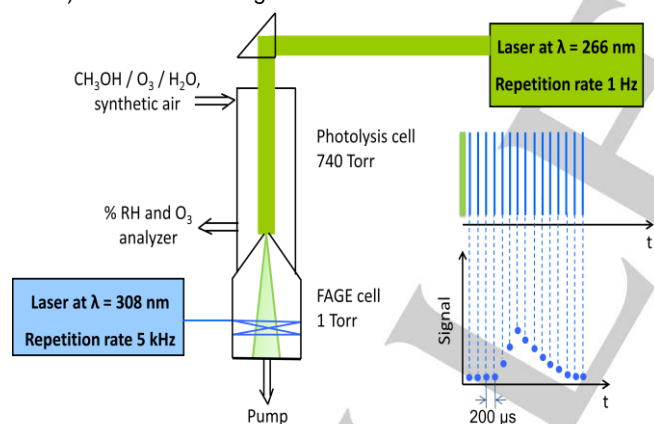 Laser at λ = 266 nm
Repetition rate 1 Hz
CH₃OH / O₃ / H₂O,
synthetic air
Photolysis cell
740 Torr
t
% RH and O₃
analyzer
Laser at λ = 308 nm
Repetition rate 5 kHz
FAGE cell
1 Torr
Signal
t
200 µs
Pump